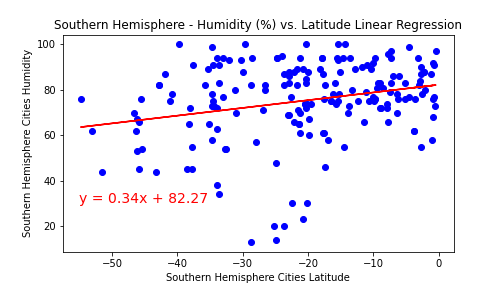 Southern Hemisphere - Humidity (%) vs. Latitude Linear Regression
Southern Hemisphere Cities Humidity
100
80
60
40
20
y = 0.34x + 82.27
−50
−40
−30
−20
−10
0
Southern Hemisphere Cities Latitude